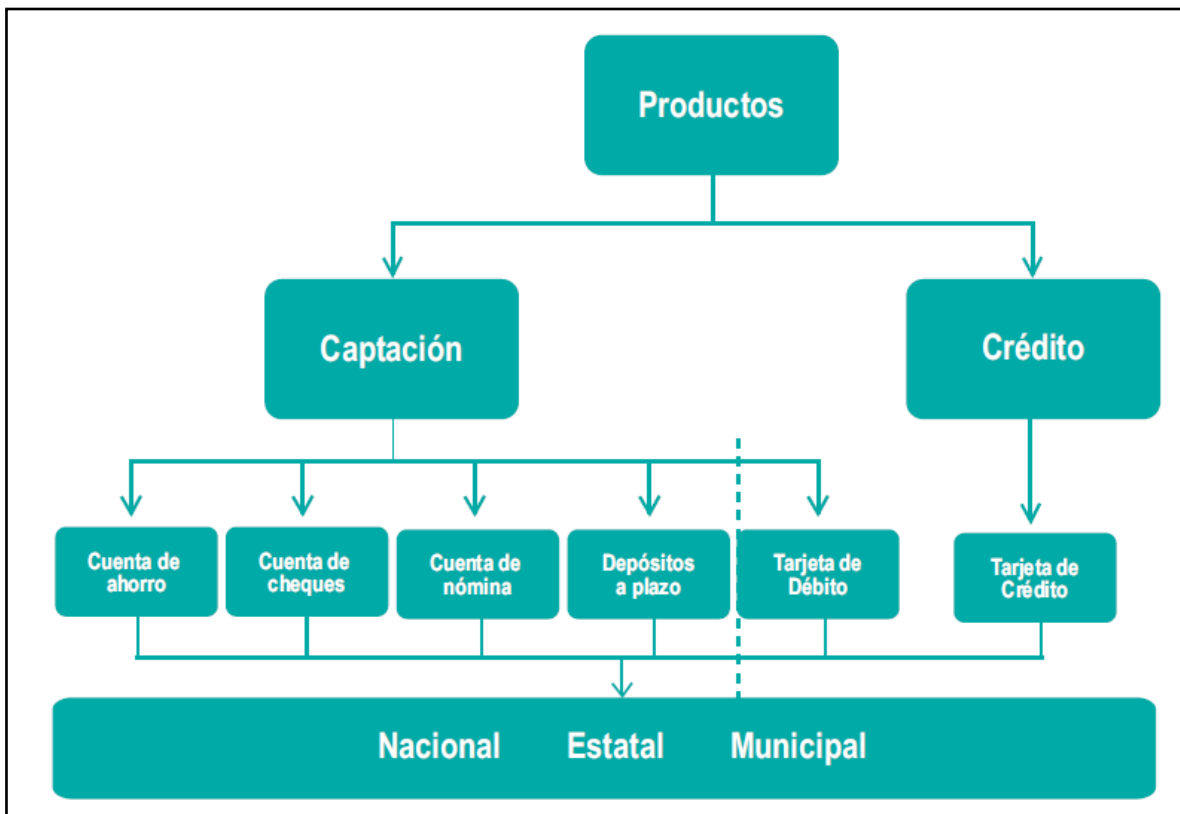 Productos
Captación
Crédito
Cuenta de
ahorro
Cuenta de
cheques
Cuenta de
nómina
Depósitos
a plazo
Tarjeta de
Débito
Tarjeta de
Crédito
Nacional Estatal Municipal